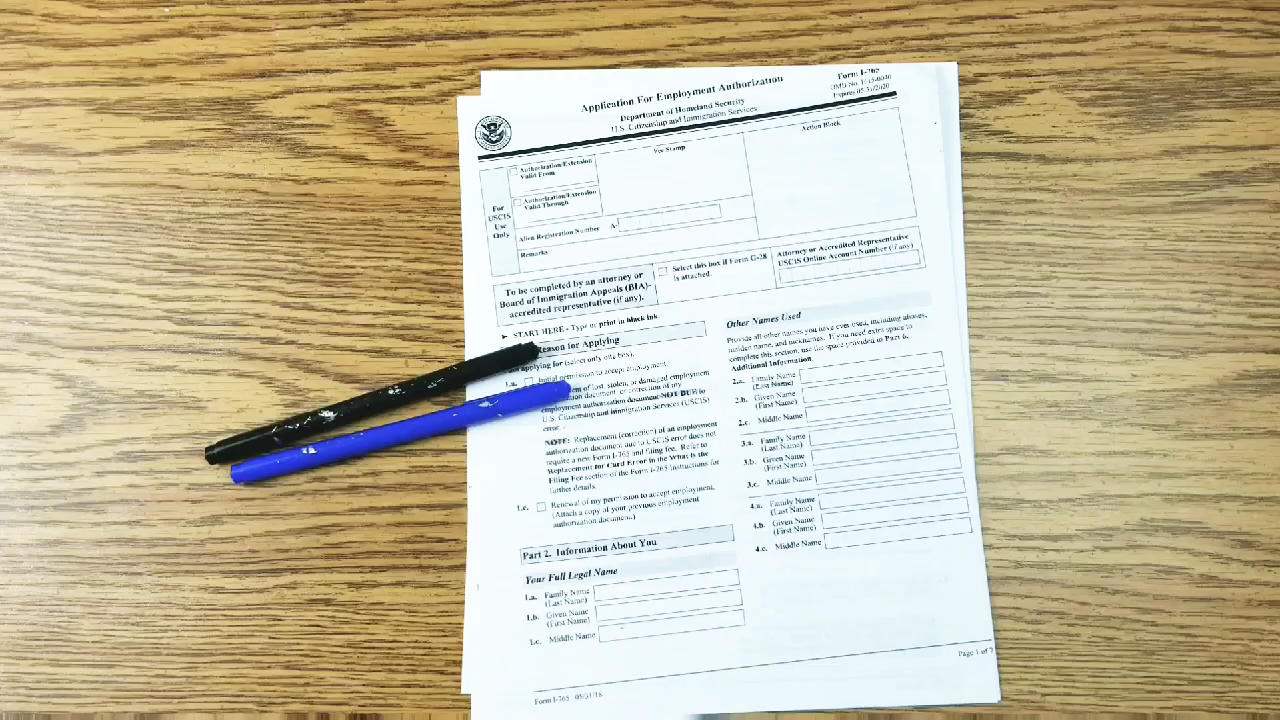 Application For Employment Authorization
Department of Homeland Security
U.S. Citizenship and Immigration Services
Form I-765
OMB No. 1615-0040
Expires 05/31/2020
For
USCIS
Use
Only
Authorization/Extension
Valid From
Authorization/Extension
Valid Through
Alien Registration Number A-
Remarks
Fee Stamp
Action Block
To be completed by an attorney or
Board of Immigration Appeals (BIA)-
accredited representative (if any).
Select this box if Form G-28
is attached.
Attorney or Accredited Representative
USCIS Online Account Number (if any)
► START HERE - Type or print in black ink.
Reason for Applying
applying for (select only one box):
1.a. Initial permission to accept employment.
of lost, stolen, or damaged employment
document, or correction of my
employment authorization document NOT DUE to
U.S. Citizenship and Immigration Services (USCIS)
error.
NOTE: Replacement (correction) of an employment
authorization document due to USCIS error does not
require a new Form I-765 and filing fee. Refer to
Replacement for Card Error in the What is the
Filing Fee section of the Form I-765 Instructions for
further details.
1.c. Renewal of my permission to accept employment.
(Attach a copy of your previous employment
authorization document.)
Part 2. Information About You
Your Full Legal Name
1.a. Family Name
(Last Name)
1.b. Given Name
(First Name)
1.c. Middle Name
Other Names Used
Provide all other names you have ever used, including aliases,
maiden name, and nicknames. If you need extra space to
complete this section, use the space provided in Part 6.
Additional Information.
2.a. Family Name
(Last Name)
2.b. Given Name
(First Name)
2.c. Middle Name
3.a. Family Name
(Last Name)
3.b. Given Name
(First Name)
3.c. Middle Name
4.a. Family Name
(Last Name)
4.b. Given Name
(First Name)
4.c. Middle Name
Form I-765 05/31/18
Page 1 of 7